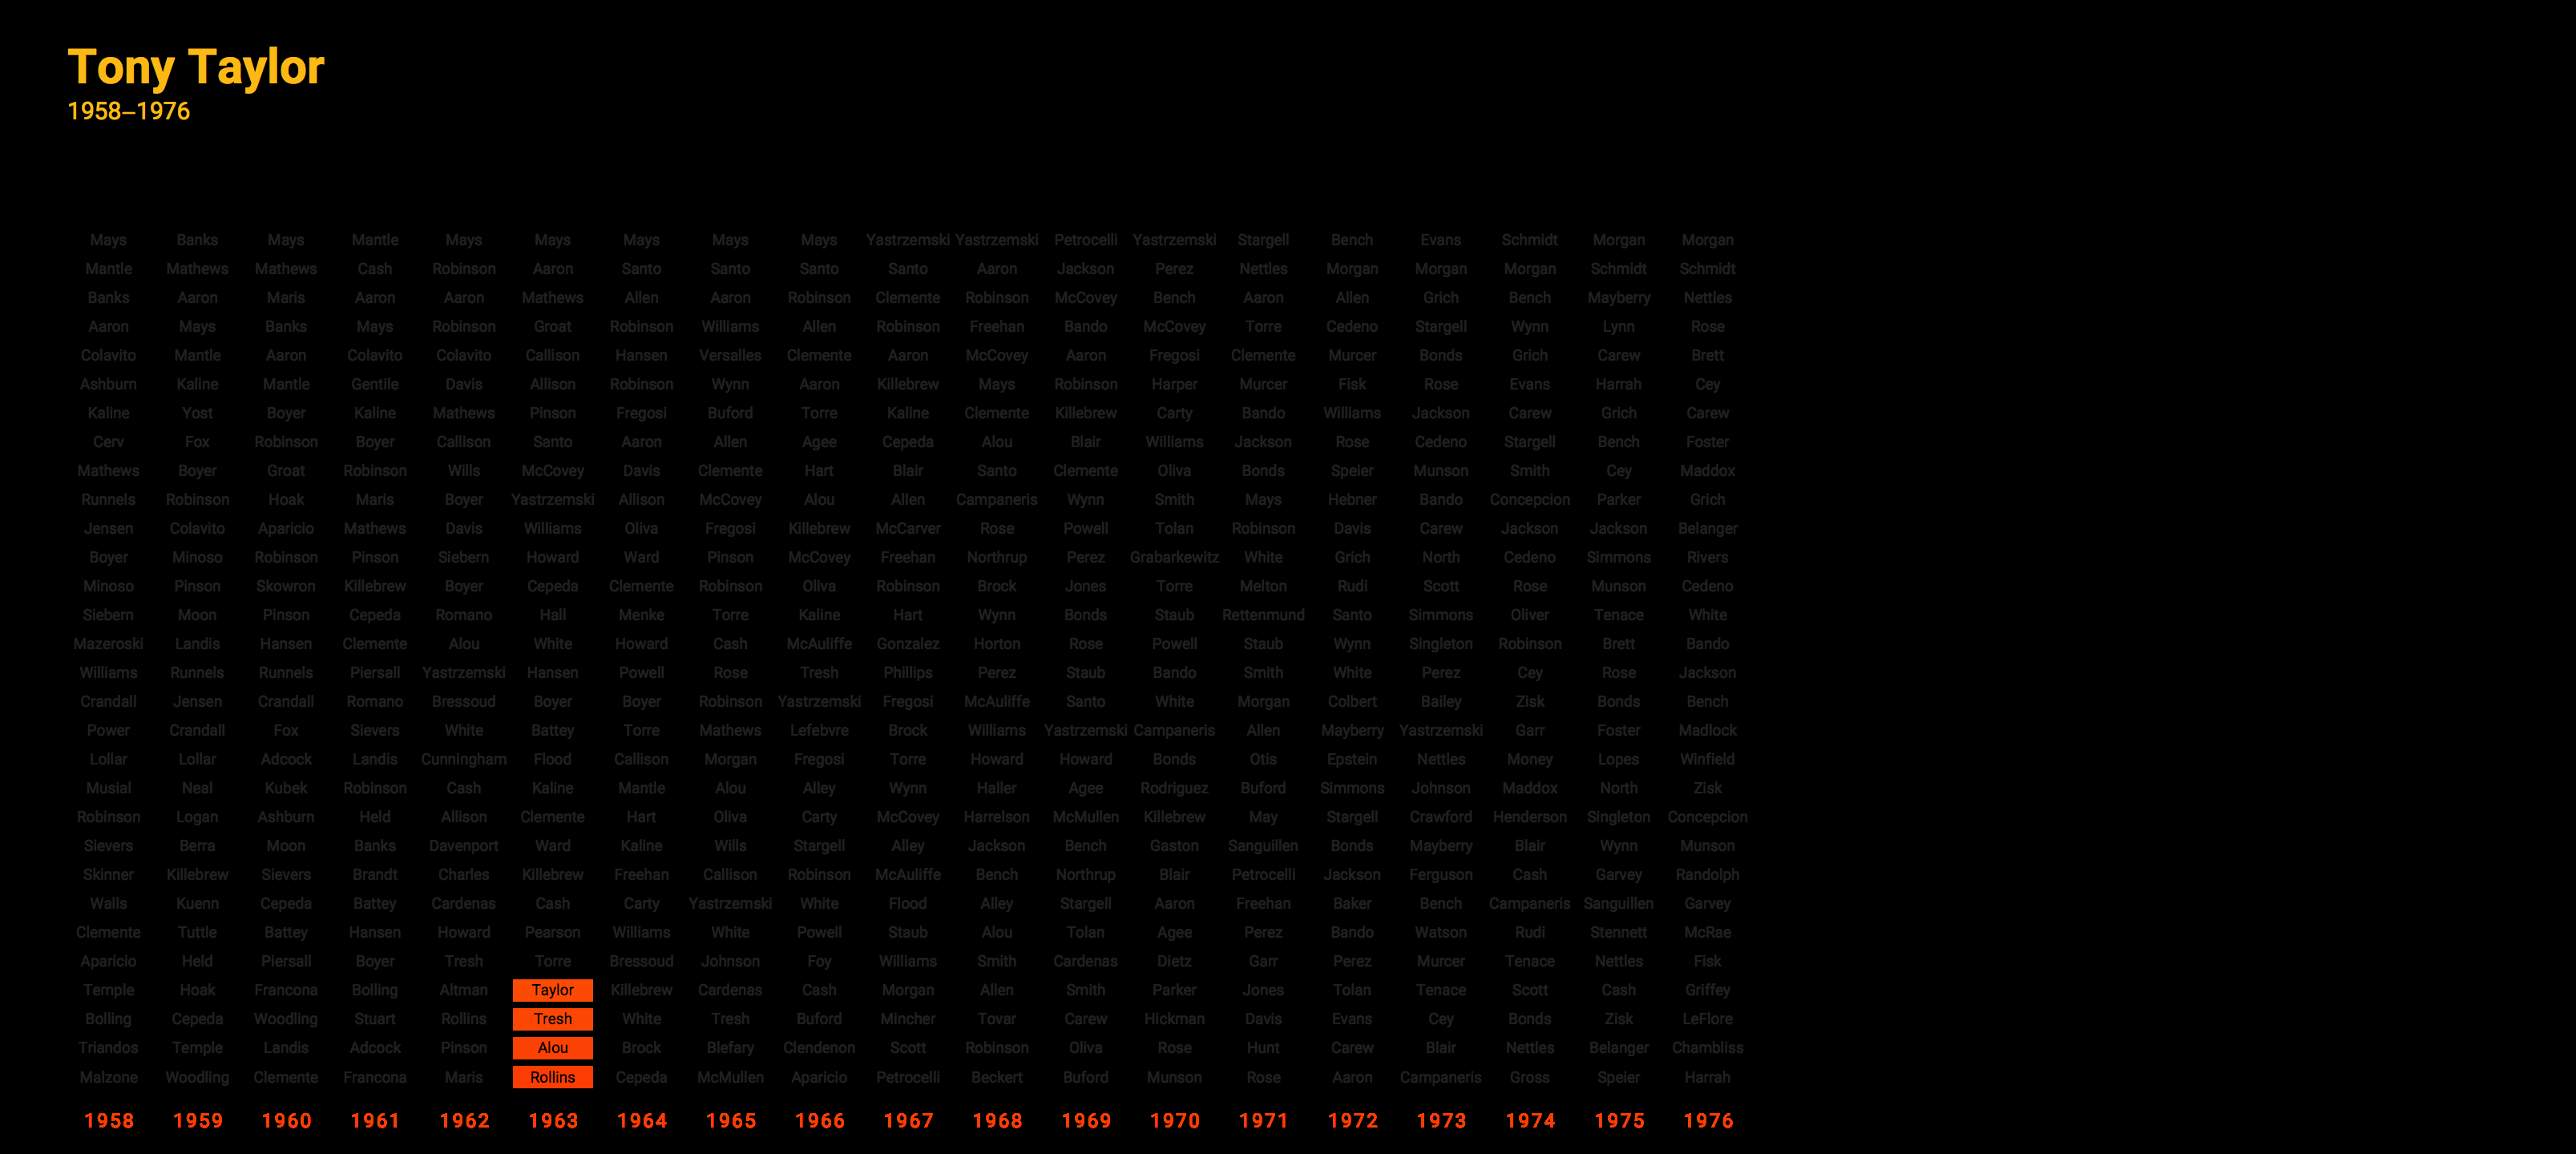 Tony Taylor
1958–1976
Mays Banks Mays Mantle Mays Mays Mays Mays Mays Yastrzemski Yastrzemski Petrocelli Yastrzemski Stargell Bench Evans Schmidt Morgan Morgan
Mantle Mathews Mathews Cash Robinson Aaron Santo Santo Santo Santo Aaron Jackson Perez Nettles Morgan Morgan Morgan Schmidt Schmidt
Banks Aaron Maris Aaron Aaron Mathews Allen Aaron Robinson Clemente Robinson McCovey Bench Aaron Allen Grich Bench Mayberry Nettles
Aaron Mays Banks Mays Robinson Groat Robinson Williams Allen Robinson Freehan Bando McCovey Torre Cedeno Stargell Wynn Lynn Rose
Colavito Mantle Aaron Colavito Colavito Callison Hansen Versalles Clemente Aaron McCovey Aaron Fregosi Clemente Murcer Bonds Grich Carew Brett
Ashburn Kaline Mantle Gentile Davis Allison Robinson Wynn Aaron Killebrew Mays Robinson Harper Murcer Fisk Rose Evans Harrah Cey
Kaline Yost Boyer Kaline Mathews Pinson Fregosi Buford Torre Kaline Clemente Killebrew Carty Bando Williams Jackson Carew Grich Carew
Cerv Fox Robinson Boyer Callison Santo Aaron Allen Agee Cepeda Alou Blair Williams Jackson Rose Cedeno Stargell Bench Foster
Mathews Boyer Groat Robinson Wills McCovey Davis Clemente Hart Blair Santo Clemente Oliva Bonds Speier Munson Smith Cey Maddox
Runnels Robinson Hoak Maris Boyer Yastrzemski Allison McCovey Alou Allen Campaneris Wynn Smith Mays Hebner Bando Concepcion Parker Grich
Jensen Colavito Aparicio Mathews Davis Williams Oliva Fregosi Killebrew McCarver Rose Powell Tolan Robinson Davis Carew Jackson Jackson Belanger
Boyer Minoso Robinson Pinson Siebern Howard Ward Pinson McCovey Freehan Northrup Perez Grabarkewitz White Grich North Cedeno Simmons Rivers
Minoso Pinson Skowron Killebrew Boyer Cepeda Clemente Robinson Oliva Robinson Brock Jones Torre Melton Rudi Scott Rose Munson Cedeno
Siebern Moon Pinson Cepeda Romano Hall Menke Torre Kaline Hart Wynn Bonds Staub Rettenmund Santo Simmons Oliver Tenace White
Mazeroski Landis Hansen Clemente Alou White Howard Cash McAuliffe Gonzalez Horton Rose Powell Staub Wynn Singleton Robinson Brett Bando
Williams Runnels Runnels Piersall Yastrzemski Hansen Powell Rose Tresh Phillips Perez Staub Bando Smith White Perez Cey Rose Jackson
Crandall Jensen Crandall Romano Bressoud Boyer Boyer Robinson Yastrzemski Fregosi McAuliffe Santo White Morgan Colbert Bailey Zisk Bonds Bench
Power Crandall Fox Sievers White Battey Torre Mathews Lefebvre Brock Williams Yastrzemski Campaneris Allen Mayberry Yastrzemski Garr Foster Madlock
Lollar Lollar Adcock Landis Cunningham Flood Callison Morgan Fregosi Torre Howard Howard Bonds Otis Epstein Nettles Money Lopes Winfield
Musial Neal Kubek Robinson Cash Kaline Mantle Alou Alley Wynn Haller Agee Rodriguez Buford Simmons Johnson Maddox North Zisk
Robinson Logan Ashburn Held Allison Clemente Hart Oliva Carty McCovey Harrelson McMullen Killebrew May Stargell Crawford Henderson Singleton Concepcion
Sievers Berra Moon Banks Davenport Ward Kaline Wills Stargell Alley Jackson Bench Gaston Sanguillen Bonds Mayberry Blair Wynn Munson
Skinner Killebrew Sievers Brandt Charles Killebrew Freehan Callison Robinson McAuliffe Bench Northrup Blair Petrocelli Jackson Ferguson Cash Garvey Randolph
Walls Kuenn Cepeda Battey Cardenas Cash Carty Yastrzemski White Flood Alley Stargell Aaron Freehan Baker Bench Campaneris Sanguillen Garvey
Clemente Tuttle Battey Hansen Howard Pearson Williams White Powell Staub Alou Tolan Agee Perez Bando Watson Rudi Stennett McRae
Aparicio Held Piersall Boyer Tresh Torre Bressoud Johnson Foy Williams Smith Cardenas Dietz Garr Perez Murcer Tenace Nettles Fisk
Temple Hoak Francona Bolling Altman Taylor Killebrew Cardenas Cash Morgan Allen Smith Parker Jones Tolan Tenace Scott Cash Griffey
Bolling Cepeda Woodling Stuart Rollins Tresh White Tresh Buford Mincher Tovar Carew Hickman Davis Evans Cey Bonds Zisk LeFlore
Triandos Temple Landis Adcock Pinson Alou Brock Blefary Clendenon Scott Robinson Oliva Rose Hunt Carew Blair Nettles Belanger Chambliss
Malzone Woodling Clemente Francona Maris Rollins Cepeda McMullen Aparicio Petrocelli Beckert Buford Munson Rose Aaron Campaneris Gross Speier Harrah
1958 1959 1960 1961 1962 1963 1964 1965 1966 1967 1968 1969 1970 1971 1972 1973 1974 1975 1976